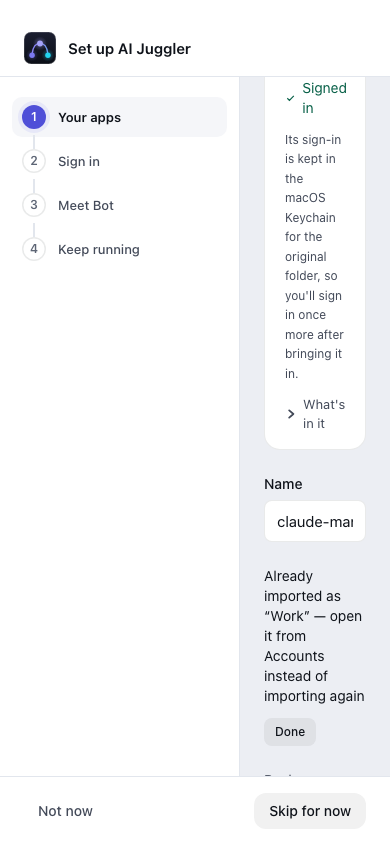 Set up AI Juggler
1 Your apps
2 Sign in
3 Meet Bot
4 Keep running
Signed
in
Its sign-in
is kept in
the
macOS
Keychain
for the
original
folder, so
you'll sign
in once
more after
bringing it
in.
What's
in it
Name
Already
imported as
“Work” — open
it from
Accounts
instead of
importing again
Done
Not now
Skip for now